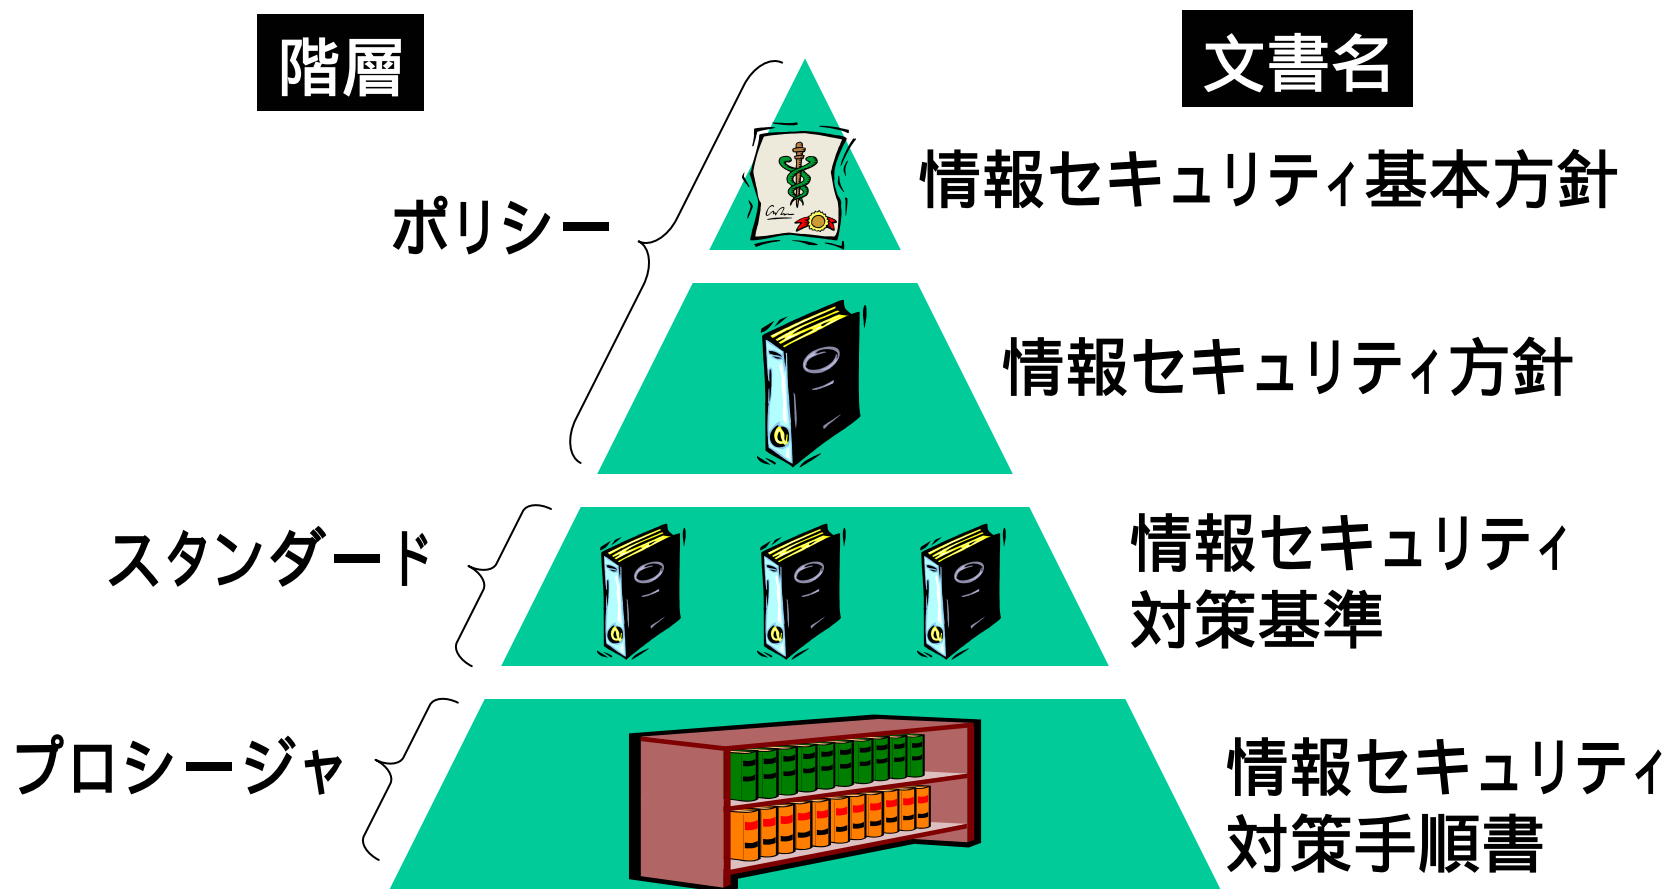 階層
文書名
情報セキュリティ基本方針
ポリシー
情報セキュリティ方針
スタンダード
情報セキュリティ
対策基準
プロシージャ
情報セキュリティ
対策手順書